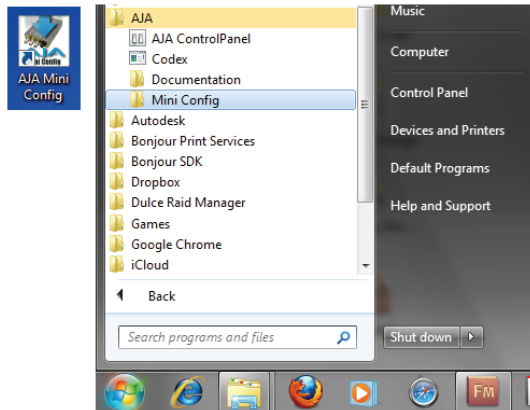 ni Config
AJA Mini
Config
AJA
AJA ControlPanel
Codex
Documentation
Mini Config
Autodesk
Bonjour Print Services
Bonjour SDK
Dropbox
Dulce Raid Manager
Games
Google Chrome
iCloud
Back
Search programs and files
Music
Computer
Control Panel
Devices and Printers
Default Programs
Help and Support
Shut down
FM